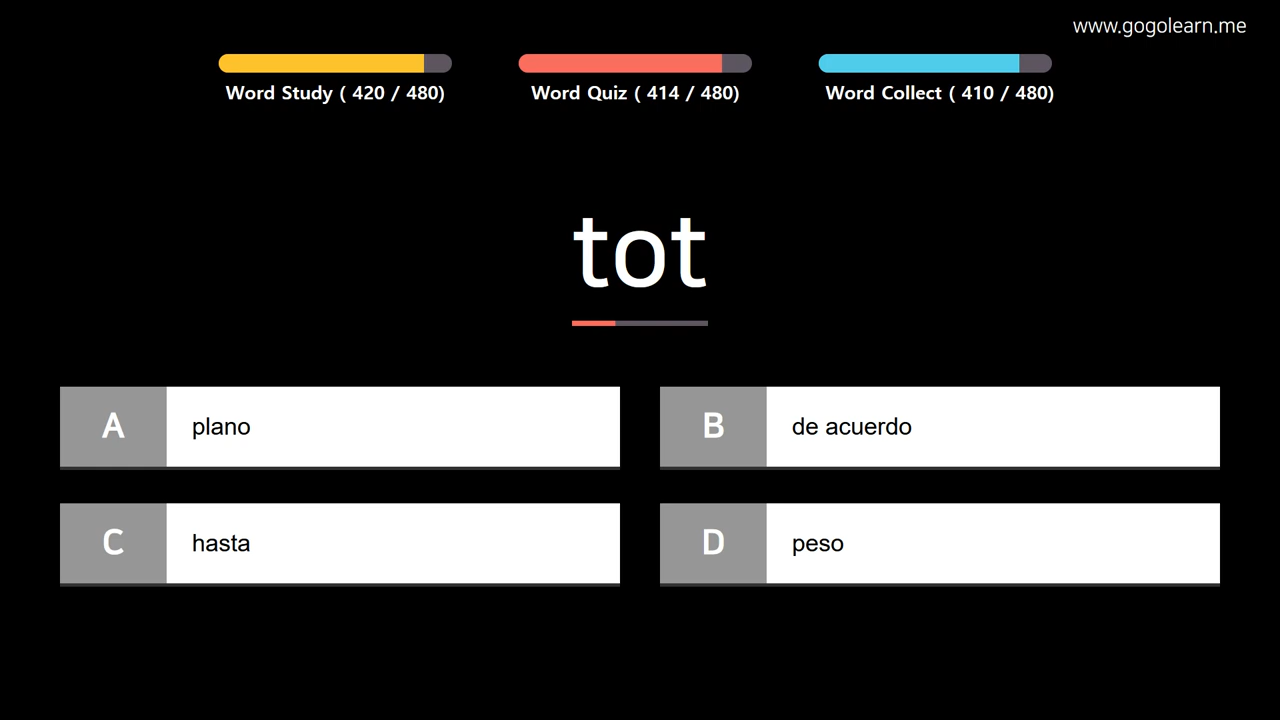 www.gogolearn.me
Word Study ( 420 / 480)
Word Quiz ( 414 / 480)
Word Collect ( 410 / 480)
tot
A plano
B de acuerdo
C hasta
D peso